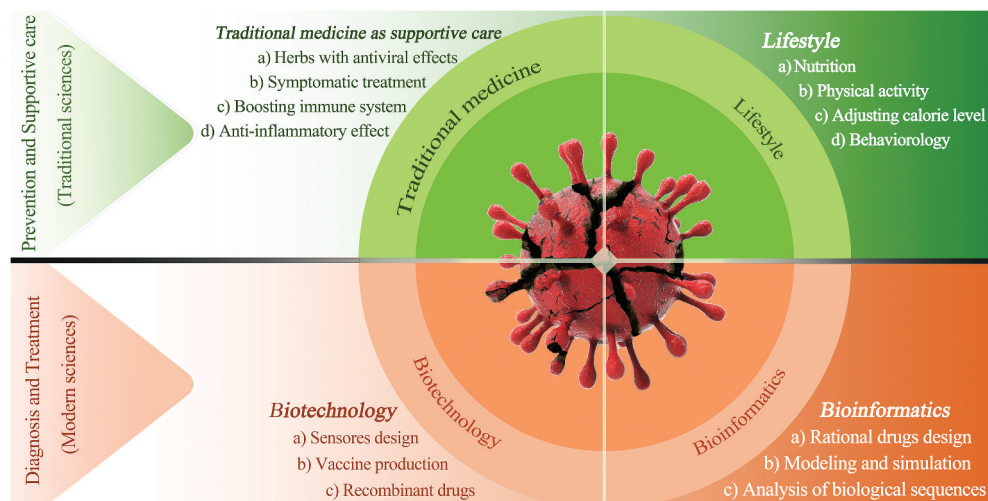 Prevention and Supportive care
(Traditional sciences)
Traditional medicine as supportive care
a) Herbs with antiviral effects
b) Symptomatic treatment
c) Boosting immune system
d) Anti-inflammatory effect
Traditional medicine
Lifestyle
Lifestyle
a) Nutrition
b) Physical activity
c) Adjusting calorie level
d) Behaviorology
Diagnosis and Treatment
(Modern sciences)
Biotechnology
a) Sensores design
b) Vaccine production
c) Recombinant drugs
Biotechnology
Bioinformatics
Bioinformatics
a) Rational drugs design
b) Modeling and simulation
c) Analysis of biological sequences